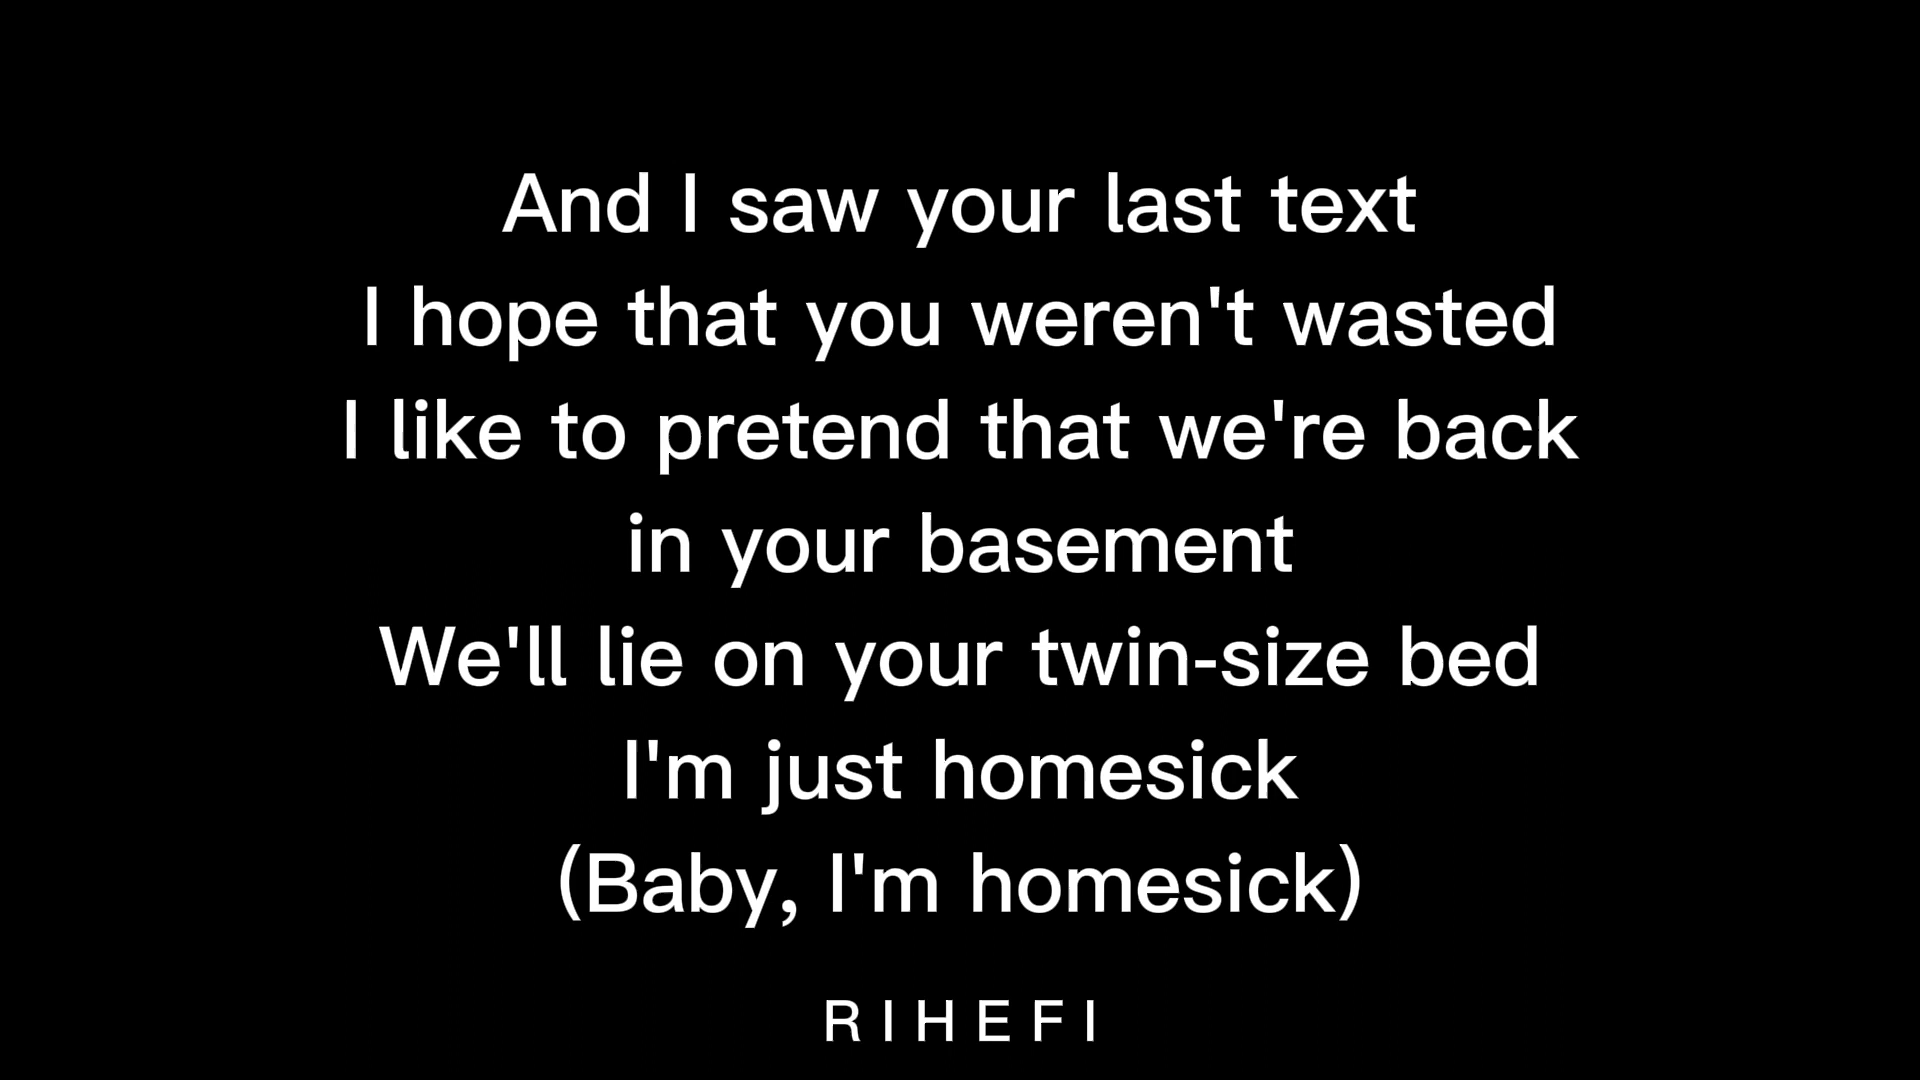 And I saw your last text
I hope that you weren't wasted
I like to pretend that we're back
in your basement
We'll lie on your twin-size bed
I'm just homesick
(Baby, I'm homesick)
RIHEFI